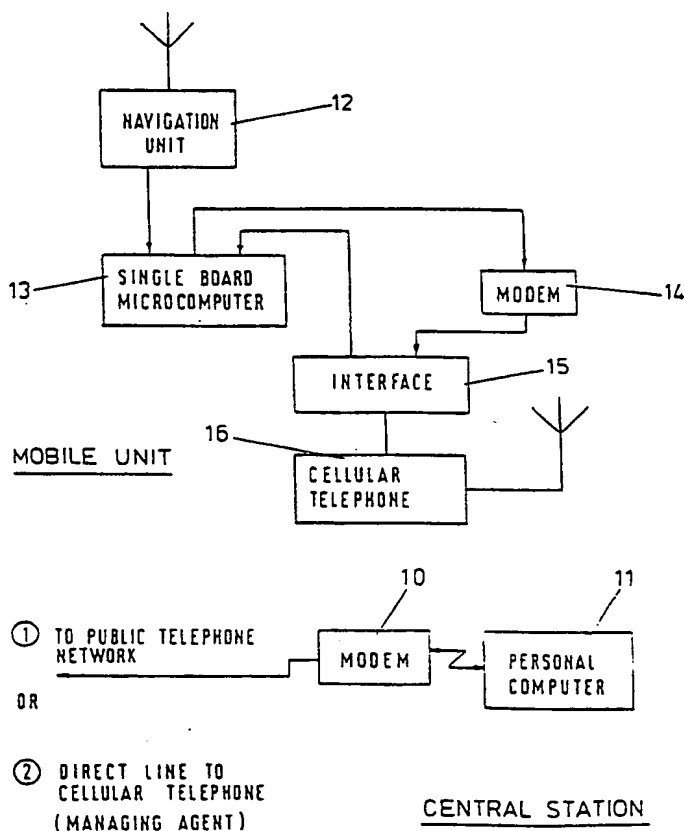 12
NAVIGATION
UNIT
13
SINGLE BOARD
MICROCOMPUTER
MODEM
14
INTERFACE
15
16
MOBILE UNIT
CELLULAR
TELEPHONE
10
11
① TO PUBLIC TELEPHONE
NETWORK
MODEM
PERSONAL
COMPUTER
OR
② DIRECT LINE TO
CELLULAR TELEPHONE
(MANAGING AGENT)
CENTRAL STATION